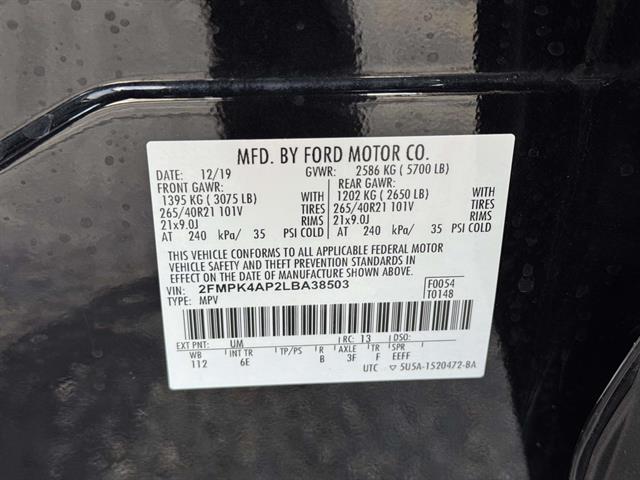 MFD. BY FORD MOTOR CO.
DATE: 12/19 GVWR: 2586 KG ( 5700 LB)
FRONT GAWR: REAR GAWR:
1395 KG ( 3075 LB) WITH 1202 KG ( 2650 LB) WITH
265/40R21 101V TIRES 265/40R21 101V TIRES
21x9.0J RIMS 21x9.0J RIMS
AT 240 kPa/ 35 PSI COLD AT 240 kPa/ 35 PSI COLD
THIS VEHICLE CONFORMS TO ALL APPLICABLE FEDERAL MOTOR
VEHICLE SAFETY AND THEFT PREVENTION STANDARDS IN
EFFECT ON THE DATE OF MANUFACTURE SHOWN ABOVE.
VIN: 2FMPK4AP2LBA38503 F0054
TYPE: MPV T0148
EXT PNT: UM RC: 13 DSO:
WB INT TR TP/PS R AXLE TR SPR
112 6E B 3F F EEFF
UTC ▽ 5U5A-1520472-BA